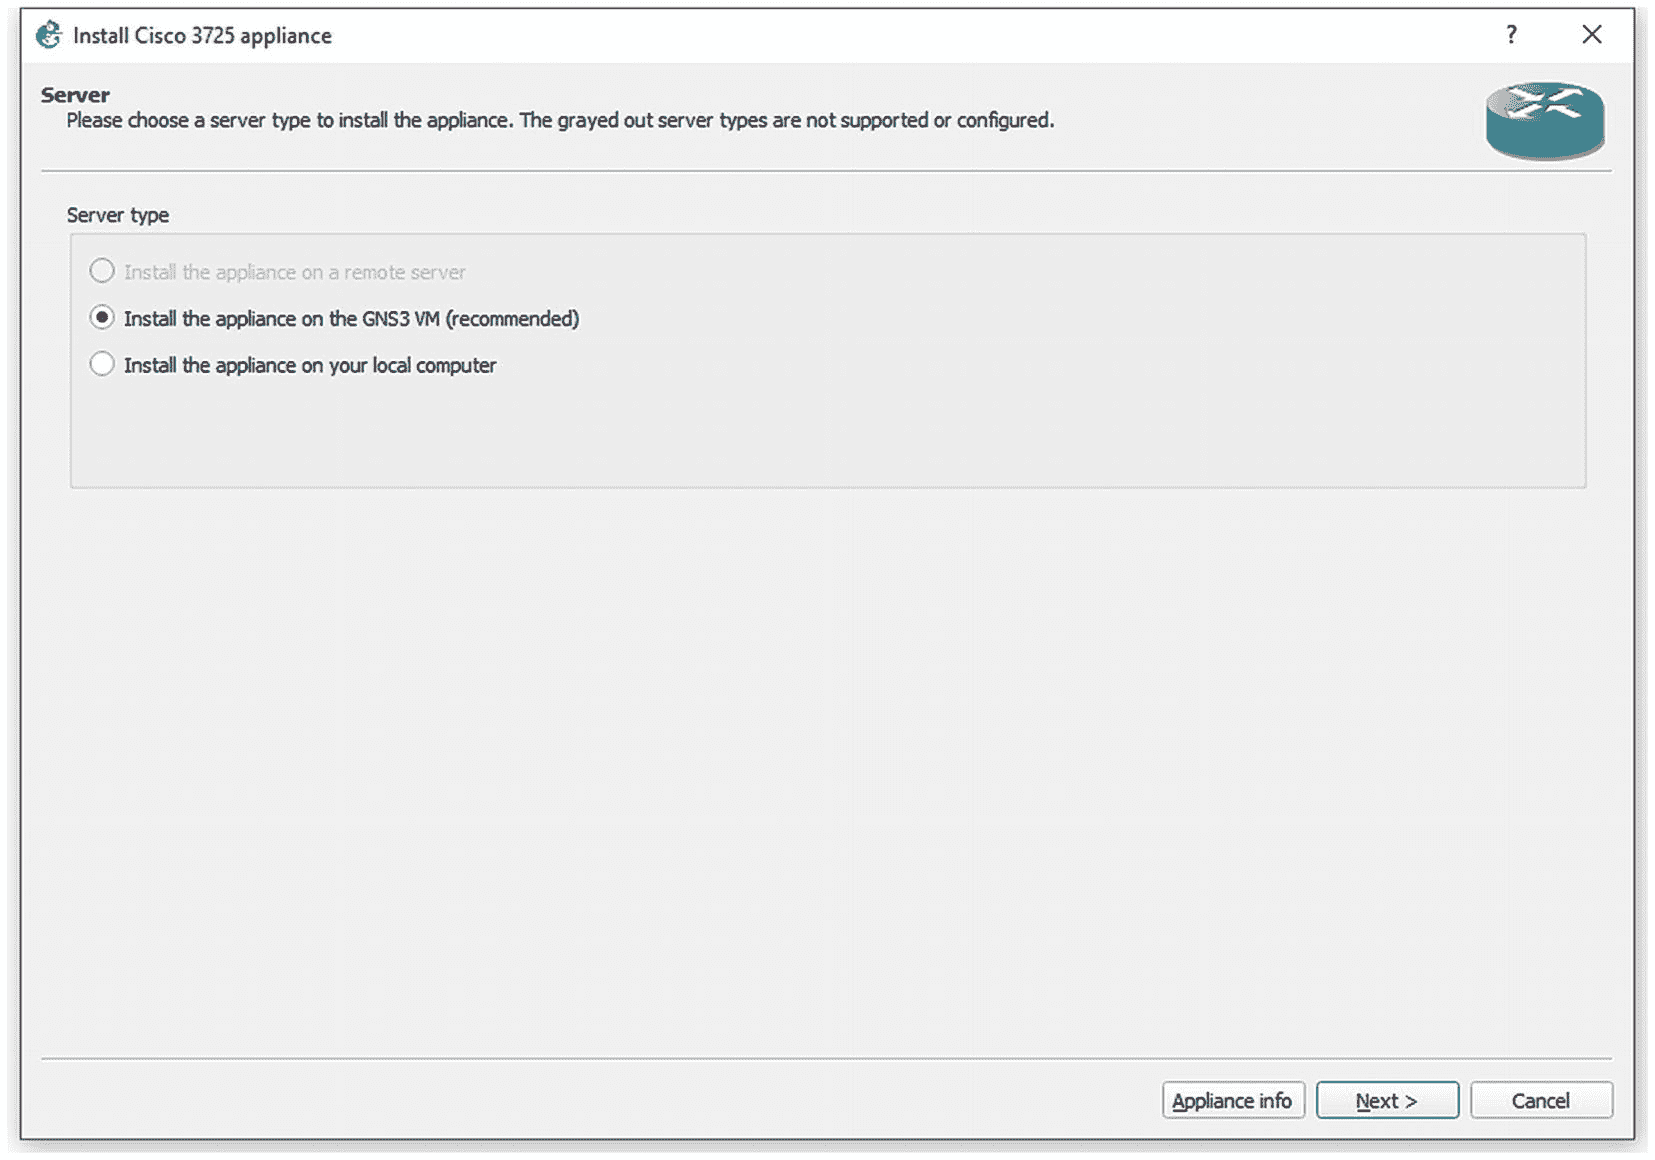 Install Cisco 3725 appliance
?
Server
Please choose a server type to install the appliance. The grayed out server types are not supported or configured.
Server type
Install the appliance on a remote server
Install the appliance on the GNS3 VM (recommended)
Install the appliance on your local computer
Appliance info
Next >
Cancel